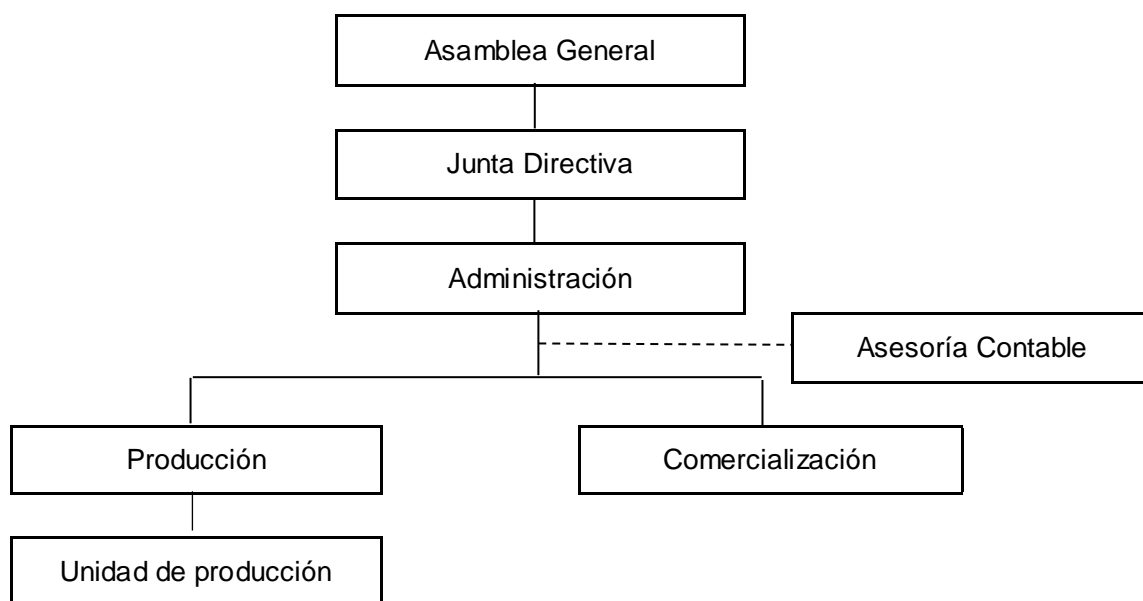 Asamblea General
Junta Directiva
Administración
Asesoría Contable
Producción
Comercialización
Unidad de producción